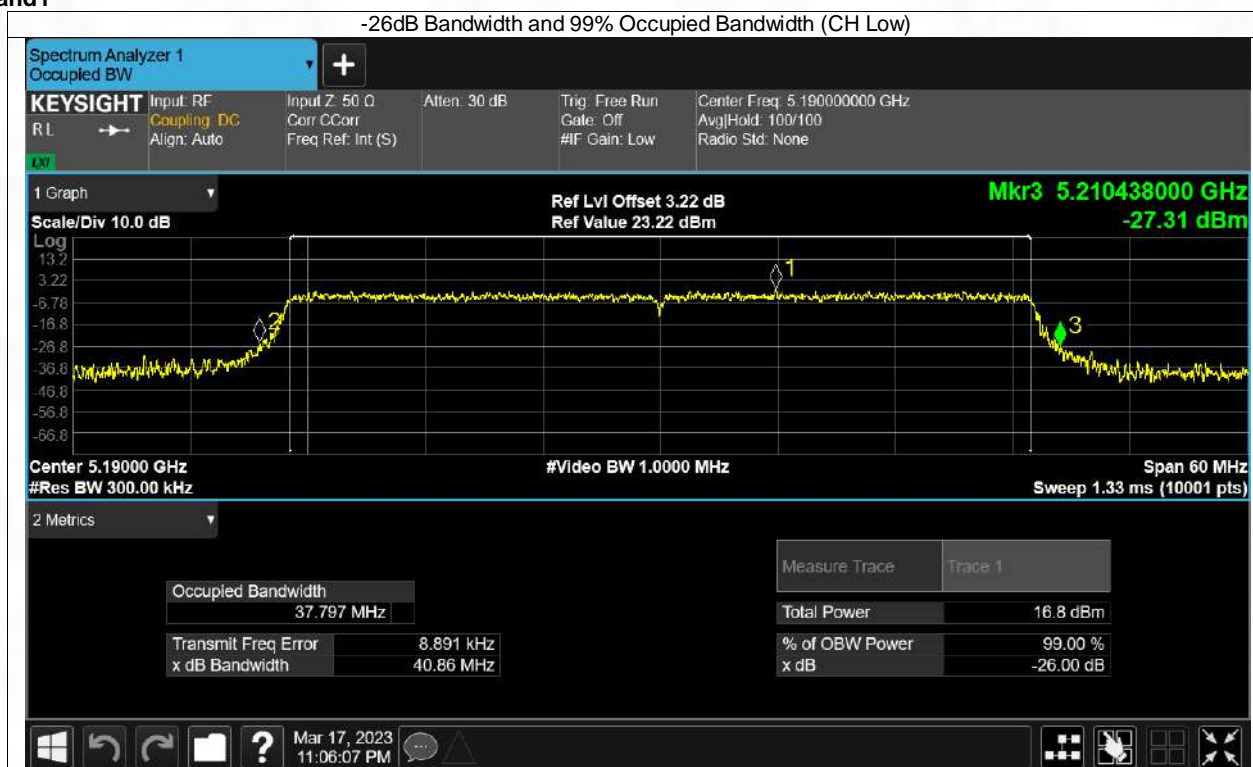 -26dB Bandwidth and 99% Occupied Bandwidth (CH Low)
Spectrum Analyzer 1
Occupied BW
KEYSIGHT Input: RF Input Z: 50 Ω Atten: 30 dB Trig: Free Run Center Freq: 5.190000000 GHz
RL Coupling: DC Corr CCorr Gate: Off Avg|Hold: 100/100
Align: Auto Freq Ref: Int (S) #IF Gain: Low Radio Std: None
LXI
1 Graph Ref Lvl Offset 3.22 dB Mkr3 5.210438000 GHz
Scale/Div 10.0 dB Ref Value 23.22 dBm -27.31 dBm
Log
13.2
1
3.22
-6.78
-16.8
2
3
-26.8
-36.8
-46.8
-56.8
-66.8
Center 5.19000 GHz #Video BW 1.0000 MHz Span 60 MHz
#Res BW 300.00 kHz Sweep 1.33 ms (10001 pts)
2 Metrics
Measure Trace Trace 1
Occupied Bandwidth
37.797 MHz Total Power 16.8 dBm
Transmit Freq Error 8.891 kHz % of OBW Power 99.00 %
x dB Bandwidth 40.86 MHz x dB -26.00 dB
? Mar 17, 2023
11:06:07 PM